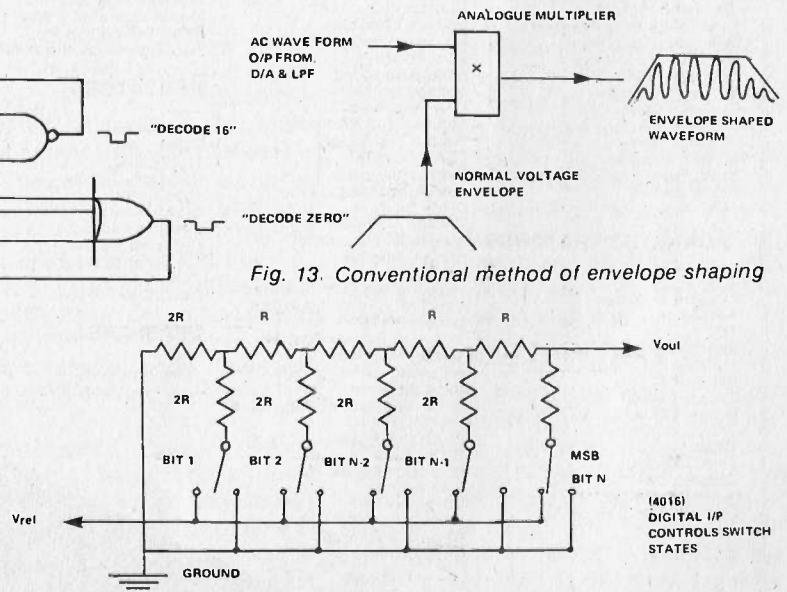 ANALOGUE MULTIPLIER
AC WAVE FORM
O/P FROM.
D/A & LPF
X
ENVELOPE SHAPED
WAVEFORM
"DECODE 16"
NORMAL VOLTAGE
ENVELOPE
"DECODE ZERO"
Fig. 13. Conventional method of envelope shaping
2R R R R
Vout
2R 2R 2R 2R
BIT 1 BIT 2 BIT N-2 BIT N-1 MSB
BIT N
(4016)
DIGITAL I/P
CONTROLS SWITCH
STATES
Vref
GROUND